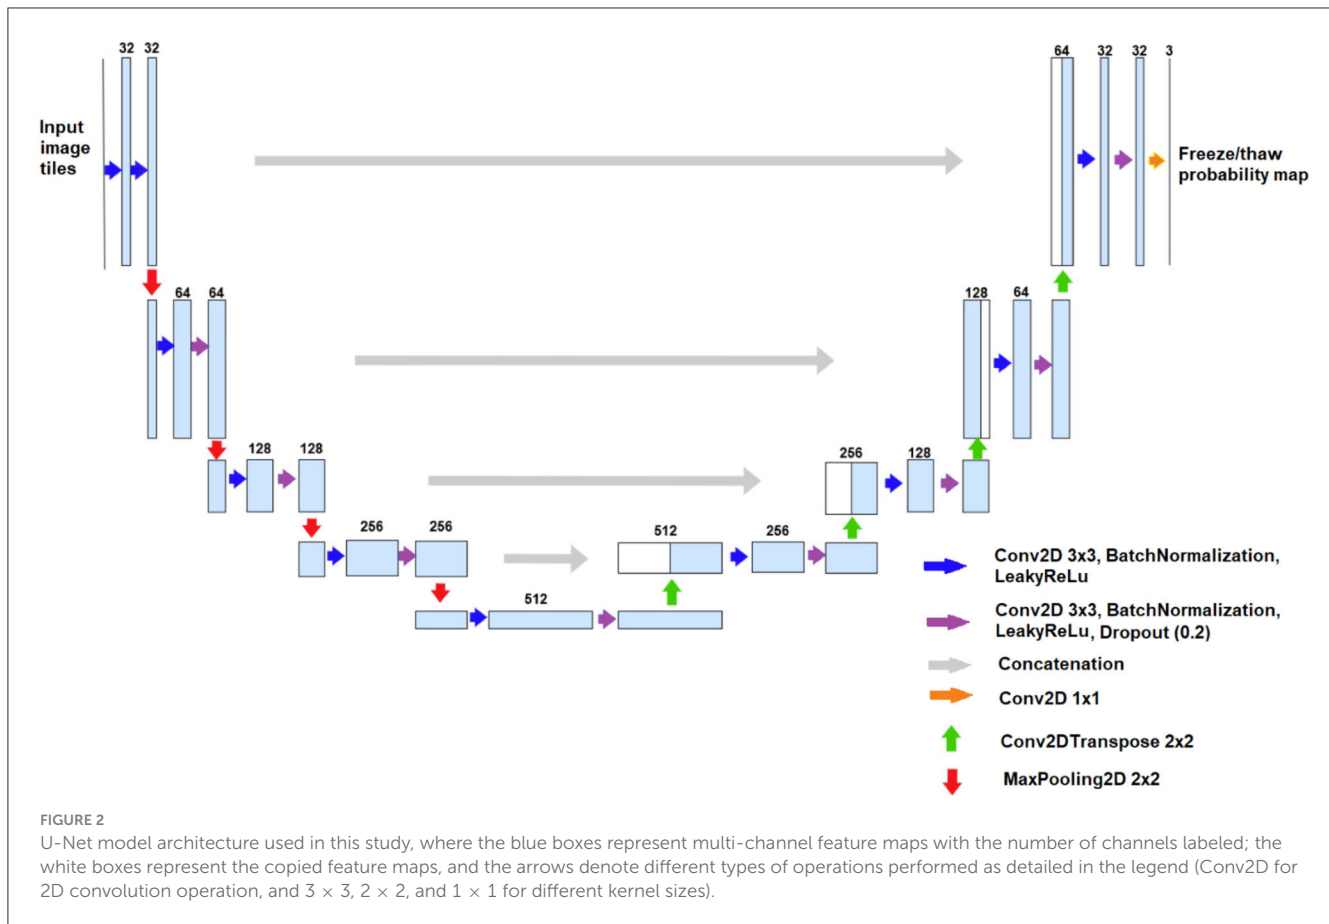 32 32
64 32 32 3
Input
image
tiles
Freeze/thaw
probability map
64 64
128 64
128 128
256 128
256 256
512 256
512
Conv2D 3x3, BatchNormalization,
LeakyReLu
Conv2D 3x3, BatchNormalization,
LeakyReLu, Dropout (0.2)
Concatenation
Conv2D 1x1
Conv2DTranspose 2x2
MaxPooling2D 2x2
FIGURE 2
U-Net model architecture used in this study, where the blue boxes represent multi-channel feature maps with the number of channels labeled; the
white boxes represent the copied feature maps, and the arrows denote different types of operations performed as detailed in the legend (Conv2D for
2D convolution operation, and 3 × 3, 2 × 2, and 1 × 1 for different kernel sizes).